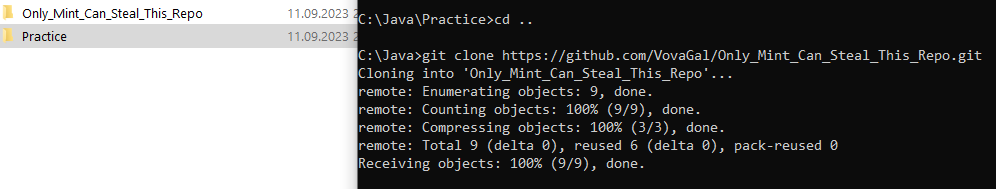 Only_Mint_Can_Steal_This_Repo 11.09.2023 2
Practice 11.09.2023 2
C:\Java\Practice>cd ..
C:\Java>git clone https://github.com/VovaGal/Only_Mint_Can_Steal_This_Repo.git
Cloning into 'Only_Mint_Can_Steal_This_Repo'...
remote: Enumerating objects: 9, done.
remote: Counting objects: 100% (9/9), done.
remote: Compressing objects: 100% (3/3), done.
remote: Total 9 (delta 0), reused 6 (delta 0), pack-reused 0
Receiving objects: 100% (9/9), done.